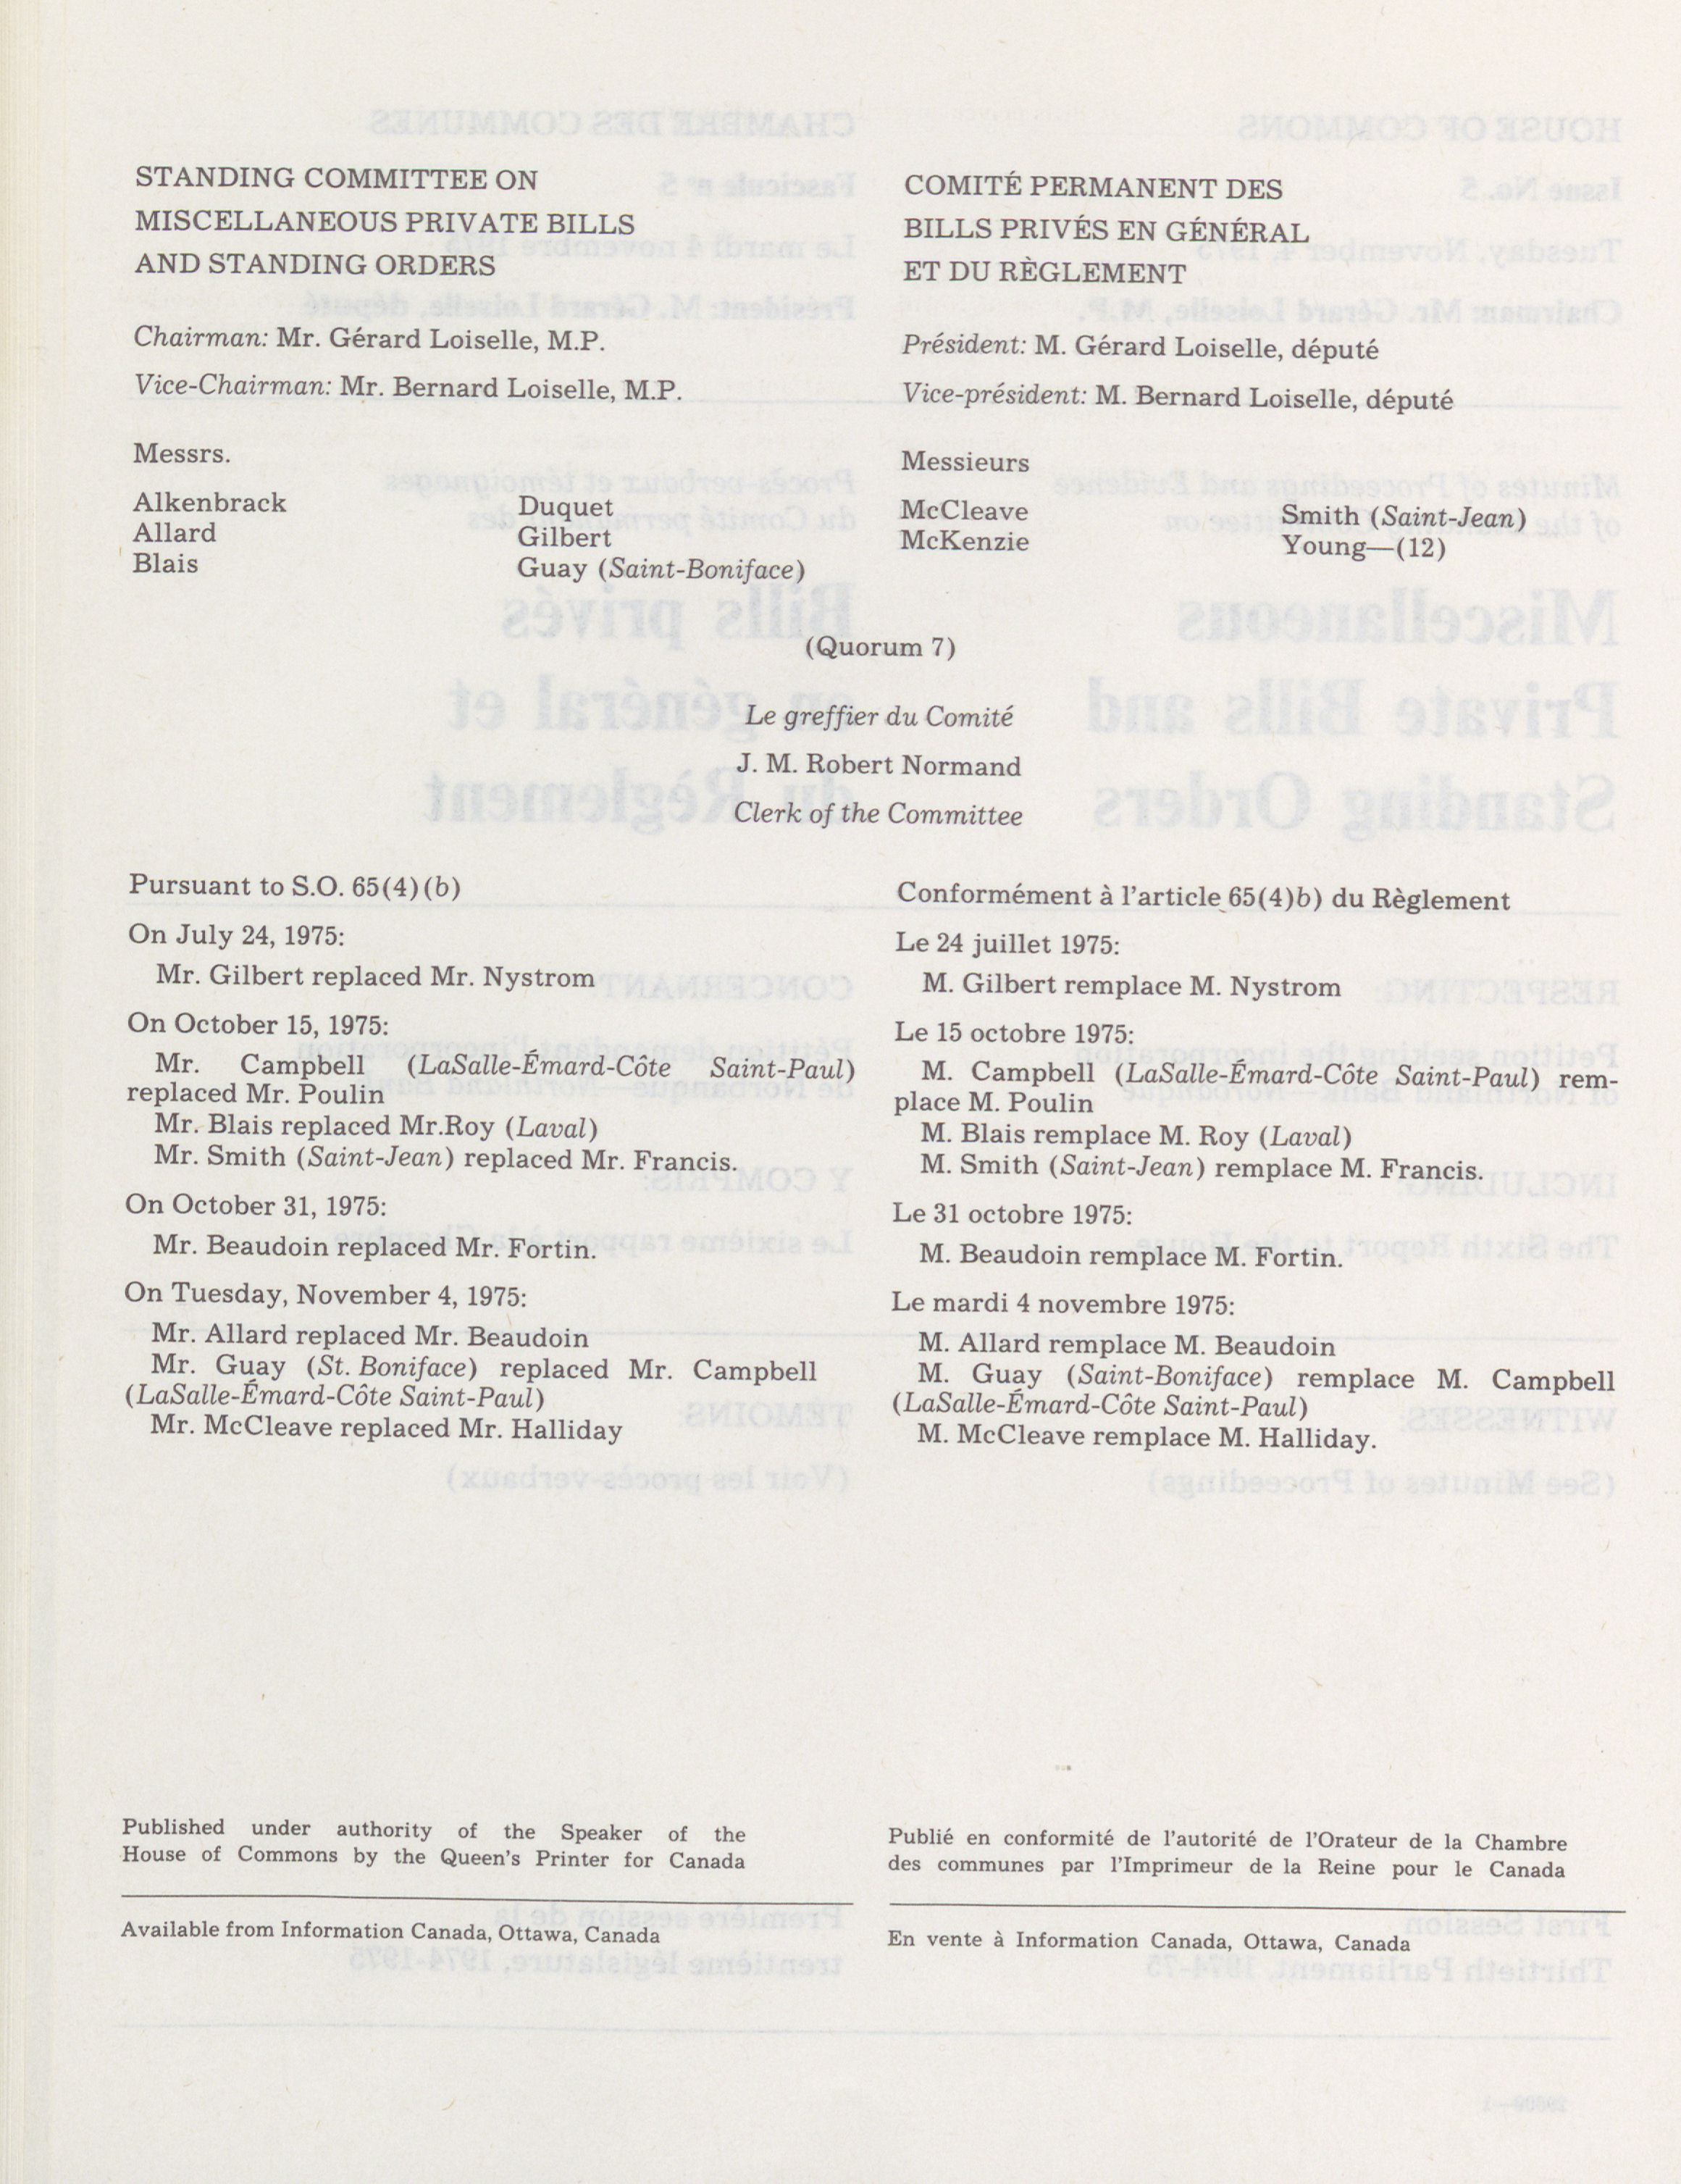 STANDING COMMITTEE ON
MISCELLANEOUS PRIVATE BILLS
AND STANDING ORDERS
Chairman: Mr. Gérard Loiselle, M.P.
Vice-Chairman: Mr. Bernard Loiselle, M.P.
COMITÉ PERMANENT DES
BILLS PRIVÉS EN GÉNÉRAL
ET DU RÈGLEMENT
Président: M. Gérard Loiselle, député
Vice-président: M. Bernard Loiselle, député
Messrs.
Alkenbrack
Allard
Blais
Duquet
Gilbert
Guay (Saint-Boniface)
Messieurs
McCleave
McKenzie
Smith (Saint-Jean)
Young—(12)
(Quorum 7)
Le greffier du Comité
J. M. Robert Normand
Clerk of the Committee
Pursuant to S.O. 65(4)(b)
On July 24, 1975:
Mr. Gilbert replaced Mr. Nystrom
On October 15, 1975:
Mr. Campbell (LaSalle-Émard-Côte Saint-Paul)
replaced Mr. Poulin
Mr. Blais replaced Mr.Roy (Laval)
Mr. Smith (Saint-Jean) replaced Mr. Francis.
On October 31, 1975:
Mr. Beaudoin replaced Mr. Fortin.
On Tuesday, November 4, 1975:
Mr. Allard replaced Mr. Beaudoin
Mr. Guay (St. Boniface) replaced Mr. Campbell
(LaSalle-Émard-Côte Saint-Paul)
Mr. McCleave replaced Mr. Halliday
Conformément à l'article 65(4)b) du Règlement
Le 24 juillet 1975:
M. Gilbert remplace M. Nystrom
Le 15 octobre 1975:
M. Campbell (LaSalle-Émard-Côte Saint-Paul) rem-
place M. Poulin
M. Blais remplace M. Roy (Laval)
M. Smith (Saint-Jean) remplace M. Francis.
Le 31 octobre 1975:
M. Beaudoin remplace M. Fortin.
Le mardi 4 novembre 1975:
M. Allard remplace M. Beaudoin
M. Guay (Saint-Boniface) remplace M. Campbell
(LaSalle-Émard-Côte Saint-Paul)
M. McCleave remplace M. Halliday.
Published under authority of the Speaker of the
House of Commons by the Queen's Printer for Canada
Available from Information Canada, Ottawa, Canada
Publié en conformité de l'autorité de l'Orateur de la Chambre
des communes par l'Imprimeur de la Reine pour le Canada
En vente à Information Canada, Ottawa, Canada